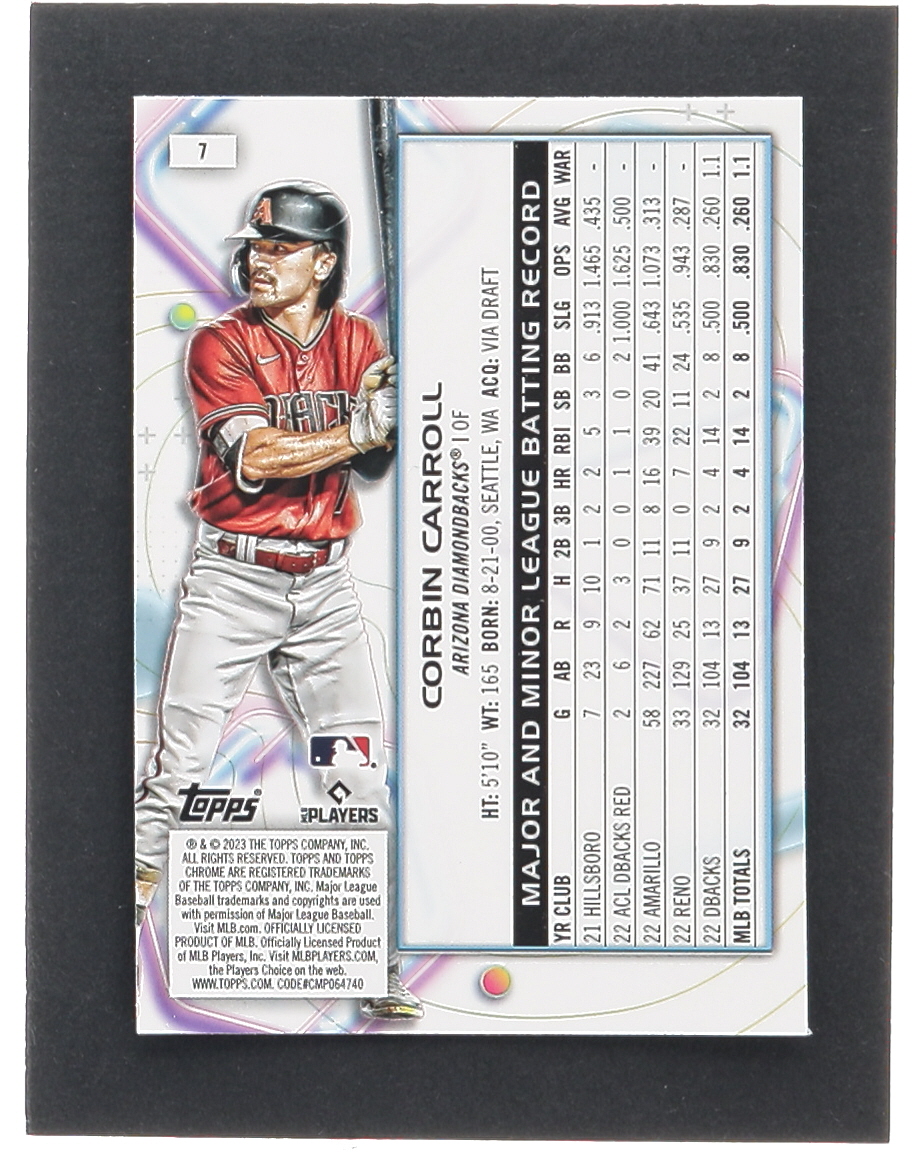 7
CORBIN CARROLL
ARIZONA DIAMONDBACKS® | OF
HT: 5'10" WT: 165 BORN: 8-21-00, SEATTLE, WA ACQ: VIA DRAFT
MAJOR AND MINOR LEAGUE BATTING RECORD
YR CLUB G AB R H 2B 3B HR RBI SB BB SLG OPS AVG WAR
21 HILLSBORO 7 23 9 10 1 2 2 5 3 6 .913 1.465 .435 -
22 ACL DBACKS RED 2 6 2 3 0 0 1 1 0 2 1.000 1.625 .500 -
22 AMARILLO 58 227 62 71 11 8 16 39 20 41 .643 1.073 .313 -
22 RENO 33 129 25 37 11 0 7 22 11 24 .535 .943 .287 -
22 DBACKS 32 104 13 27 9 2 4 14 2 8 .500 .830 .260 1.1
MLB TOTALS 32 104 13 27 9 2 4 14 2 8 .500 .830 .260 1.1
A
topps®
MLB PLAYERS
® & © 2023 THE TOPPS COMPANY, INC.
ALL RIGHTS RESERVED. TOPPS AND TOPPS
CHROME ARE REGISTERED TRADEMARKS
OF THE TOPPS COMPANY, INC. Major League
Baseball trademarks and copyrights are used
with permission of Major League Baseball.
Visit MLB.com. OFFICIALLY LICENSED
PRODUCT OF MLB. Officially Licensed Product
of MLB Players, Inc. Visit MLBPLAYERS.COM,
the Players Choice on the web.
WWW.TOPPS.COM. CODE#CMP064740